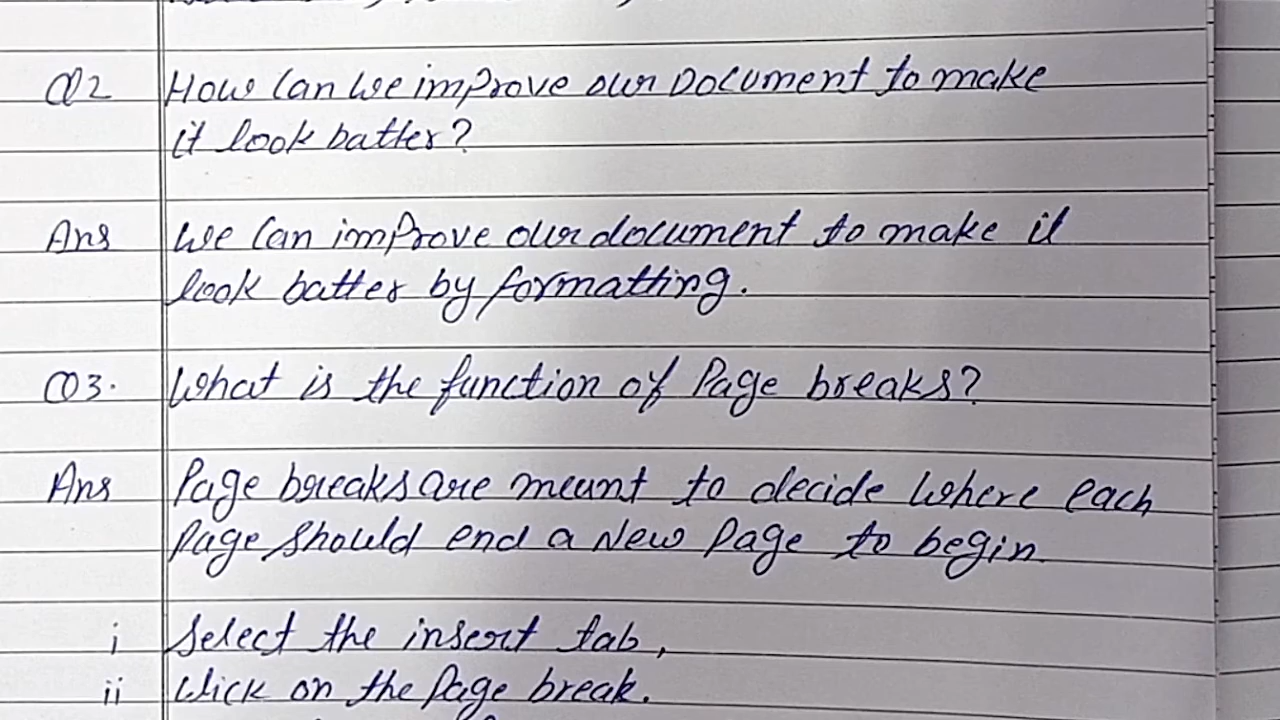 Q2 How can we improve our Document to make
it look batter?
Ans We can improve our document to make it
look batter by formatting.
Q3. What is the function of Page breaks?
Ans Page breaks are meant to decide where each
Page should end a New Page to begin.
i Select the insert tab,
ii Click on the Page break.